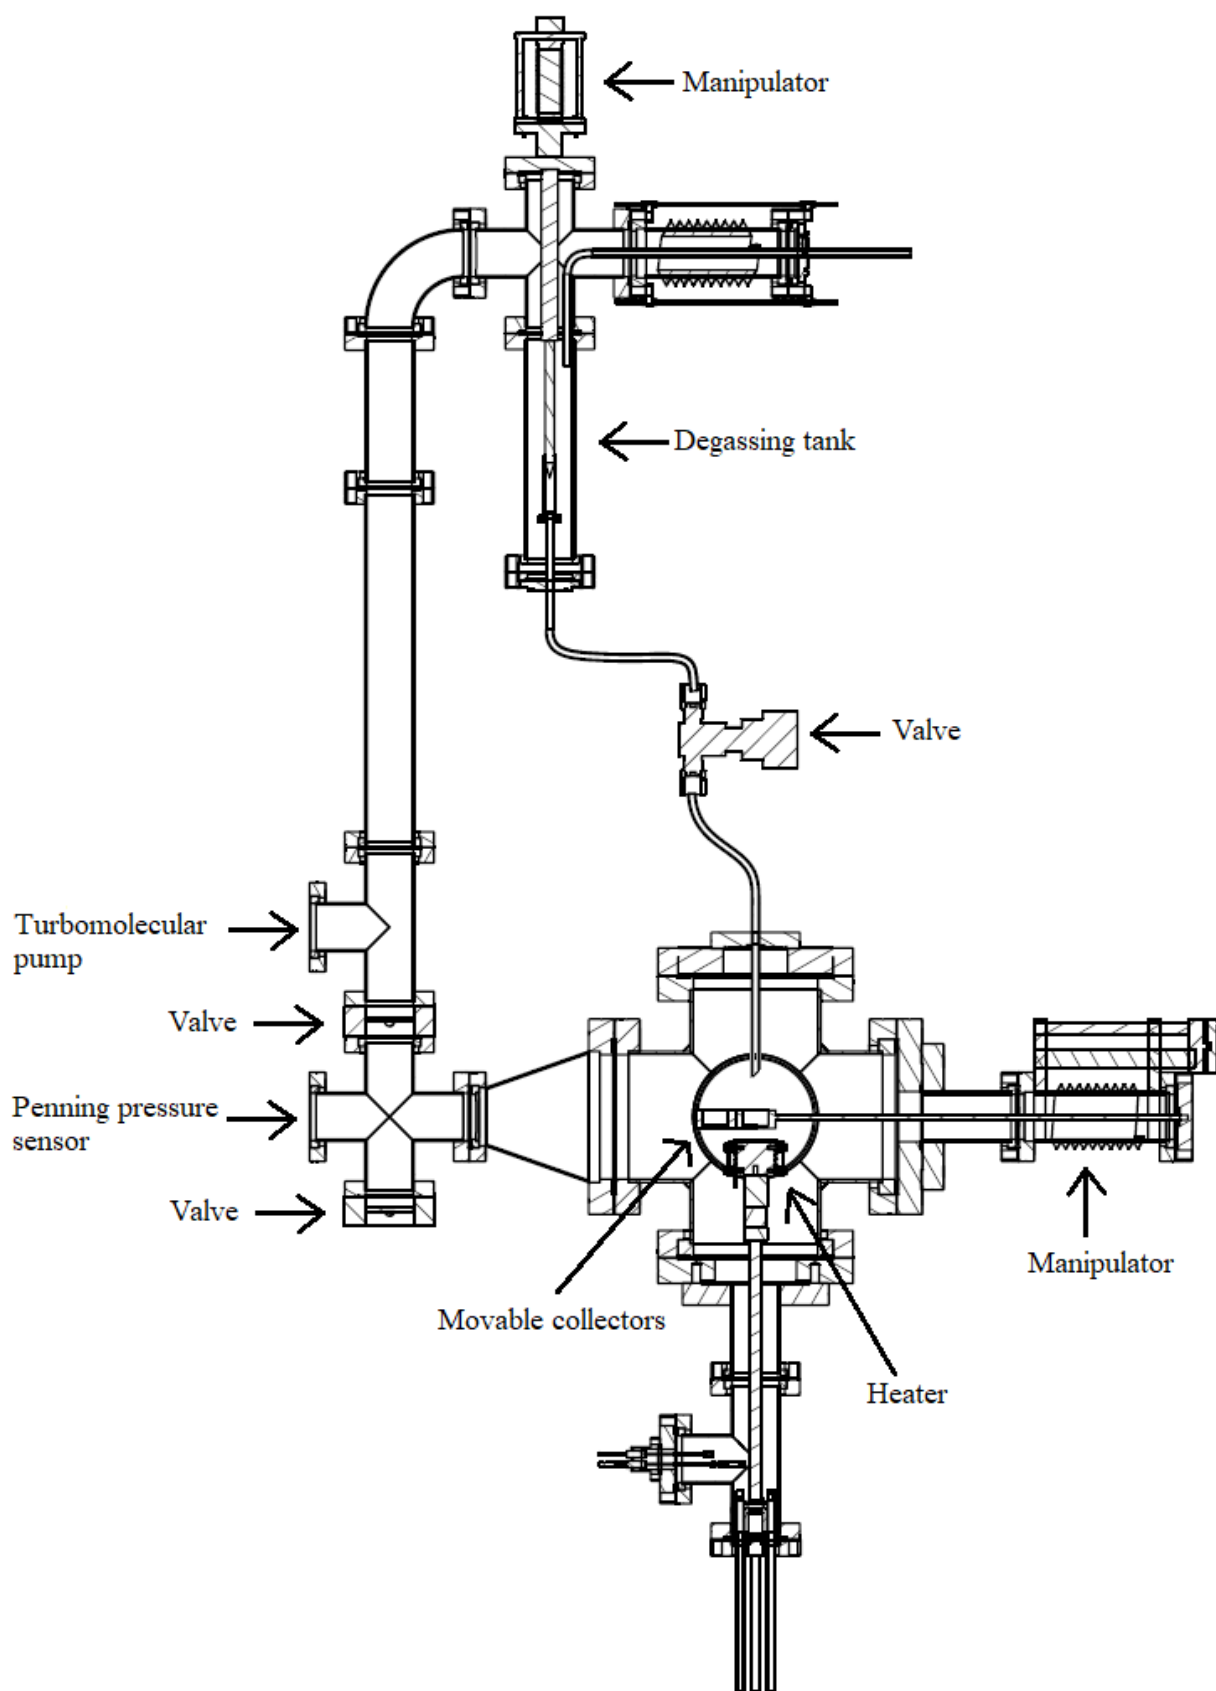 Manipulator
Degassing tank
Valve
Turbomolecular
pump
Valve
Penning pressure
sensor
Valve
Manipulator
Movable collectors
Heater